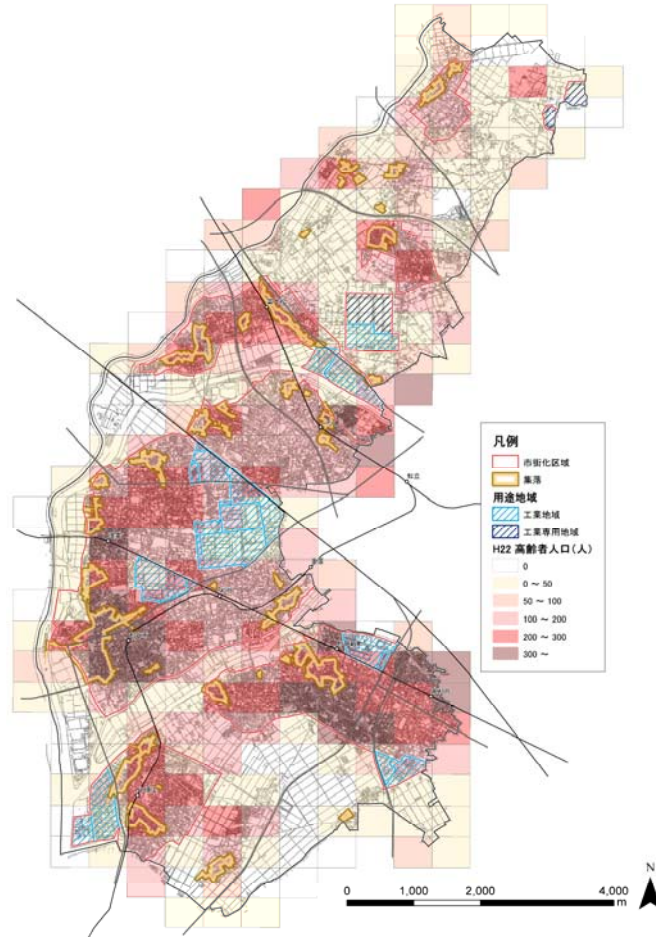 凡例
市街化区域
集落
用途地域
工業地域
工業専用地域
H22 高齢者人口(人)
0
0 ～ 50
50 ～ 100
100 ～ 200
200 ～ 300
300 ～
N
0 1,000 2,000 4,000
m